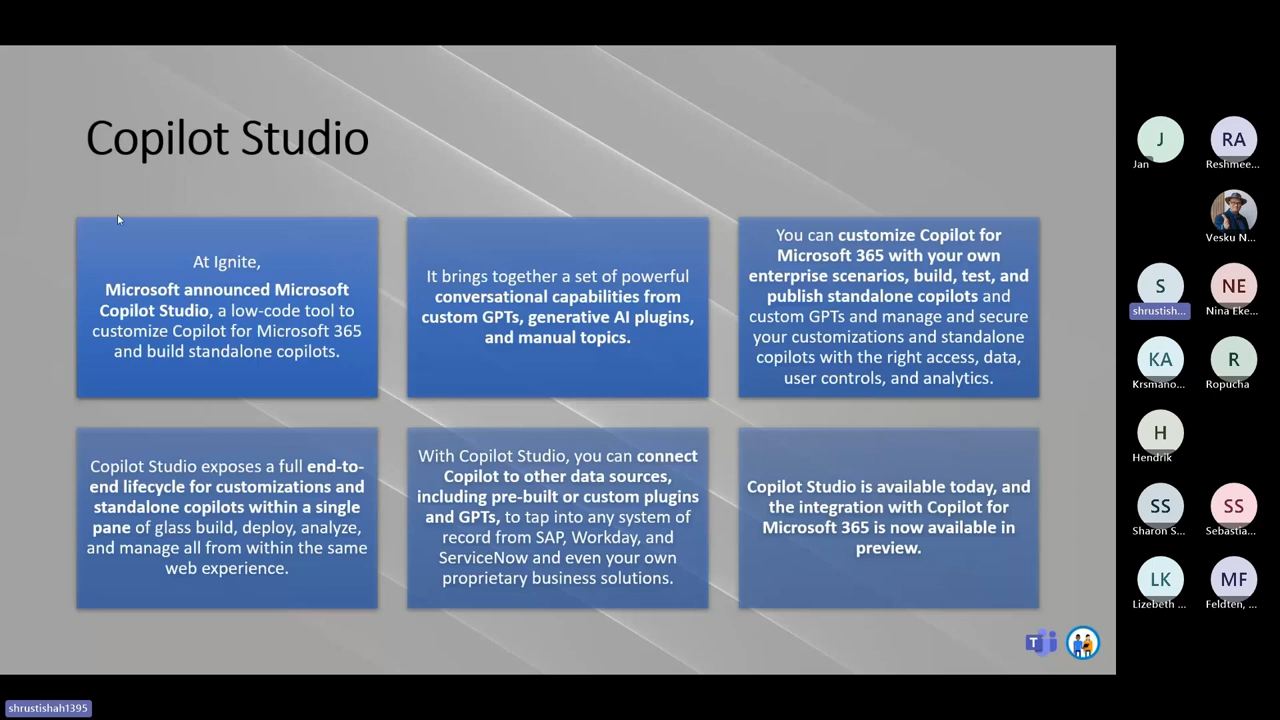 Copilot Studio
At Ignite,
Microsoft announced Microsoft
Copilot Studio, a low-code tool to
customize Copilot for Microsoft 365
and build standalone copilots.
It brings together a set of powerful
conversational capabilities from
custom GPTs, generative AI plugins,
and manual topics.
You can customize Copilot for
Microsoft 365 with your own
enterprise scenarios, build, test, and
publish standalone copilots and
custom GPTs and manage and secure
your customizations and standalone
copilots with the right access, data,
user controls, and analytics.
Copilot Studio exposes a full end-to-
end lifecycle for customizations and
standalone copilots within a single
pane of glass build, deploy, analyze,
and manage all from within the same
web experience.
With Copilot Studio, you can connect
Copilot to other data sources,
including pre-built or custom plugins
and GPTs, to tap into any system of
record from SAP, Workday, and
ServiceNow and even your own
proprietary business solutions.
Copilot Studio is available today, and
the integration with Copilot for
Microsoft 365 is now available in
preview.
T
J
Jan
RA
Reshmee...
Vesku N...
S
shrustish...
NE
Nina Eke...
KA
Krsmano...
R
Ropucha
H
Hendrik
SS
Sharon S...
SS
Sebastia...
LK
Lizebeth ...
MF
Feldten, ...
shrustishah1395